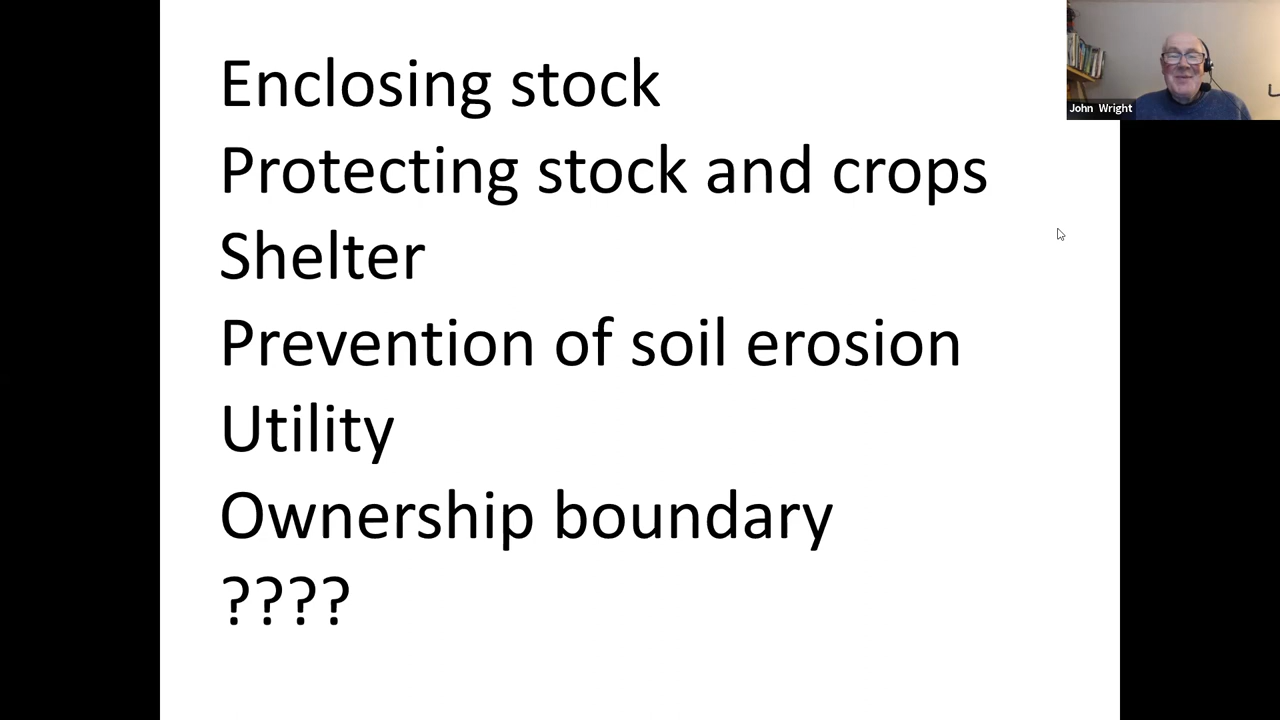 Enclosing stock
Protecting stock and crops
Shelter
Prevention of soil erosion
Utility
Ownership boundary
????
John Wright